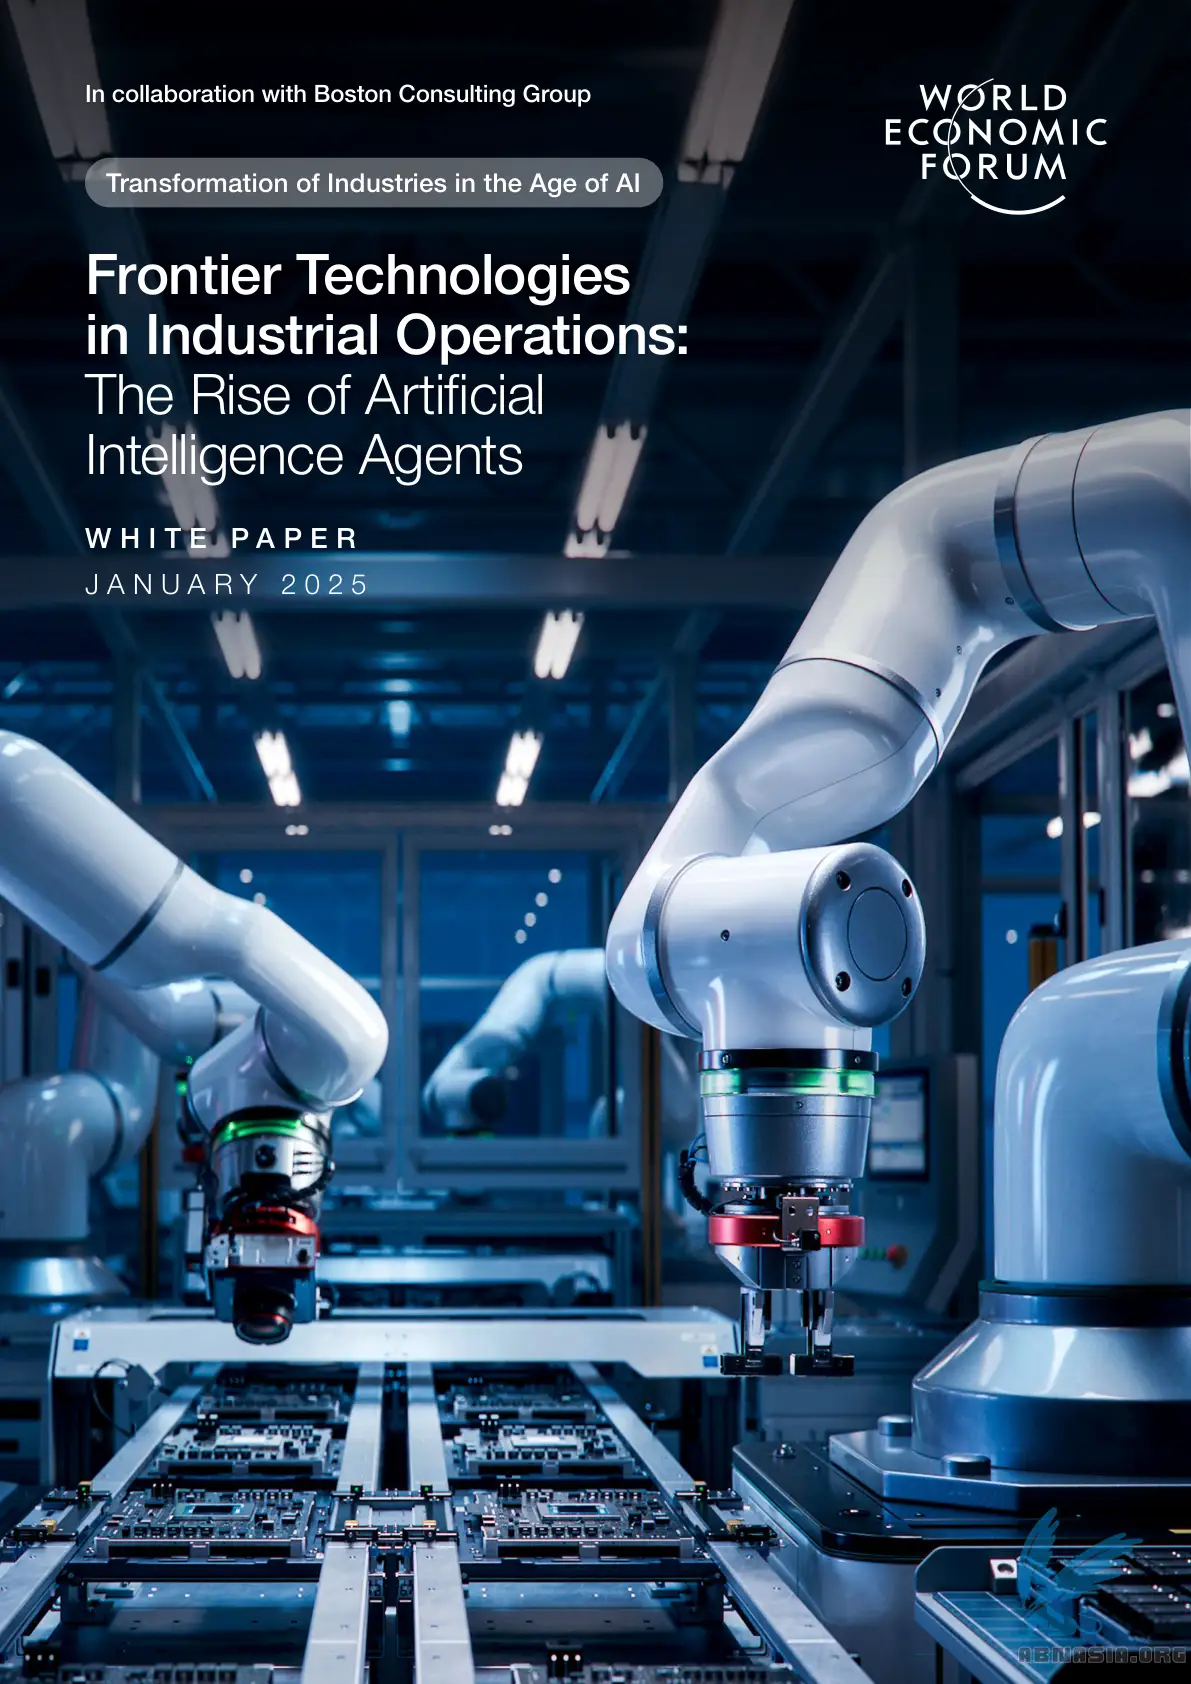 In collaboration with Boston Consulting Group
WORLD
ECONOMIC
FORUM
Transformation of Industries in the Age of AI
Frontier Technologies
in Industrial Operations:
The Rise of Artificial
Intelligence Agents
WHITE PAPER
JANUARY 2025
ABNASIA.ORG